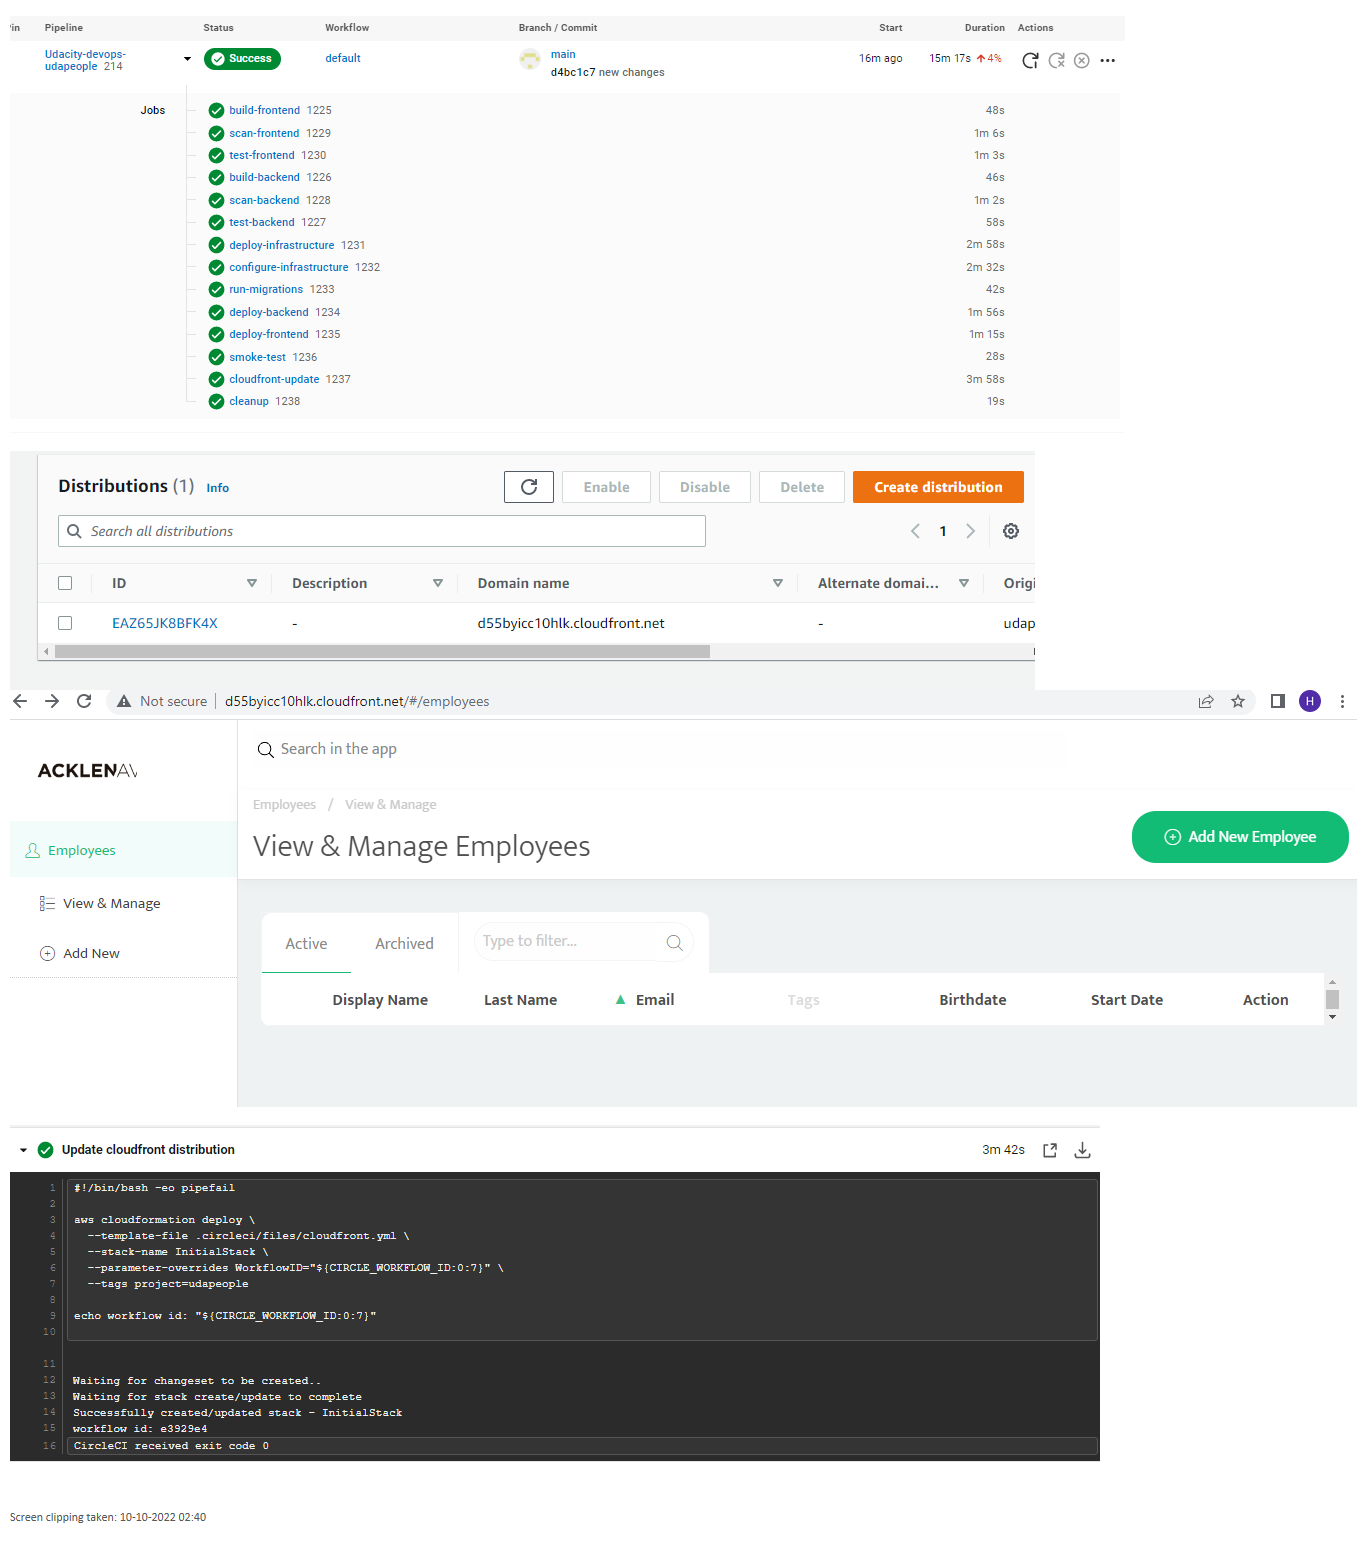 Pin Pipeline Status Workflow Branch / Commit Start Duration Actions
Udacity-devops-udapeople 214 Success default main 16m ago 15m 17s 4%
d4bc1c7 new changes
Jobs
build-frontend 1225 48s
scan-frontend 1229 1m 6s
test-frontend 1230 1m 3s
build-backend 1226 46s
scan-backend 1228 1m 2s
test-backend 1227 58s
deploy-infrastructure 1231 2m 58s
configure-infrastructure 1232 2m 32s
run-migrations 1233 42s
deploy-backend 1234 1m 56s
deploy-frontend 1235 1m 15s
smoke-test 1236 28s
cloudfront-update 1237 3m 58s
cleanup 1238 19s
Distributions (1) Info Enable Disable Delete Create distribution
Search all distributions 1
ID Description Domain name Alternate domai... Origi
EAZ65JK8BFK4X - d55byicc10hlk.cloudfront.net - udap
Not secure | d55byicc10hlk.cloudfront.net/#/employees H
ACKLENAV
Search in the app
Employees / View & Manage
View & Manage Employees
Add New Employee
Employees
View & Manage
Add New
Active Archived Type to filter...
Display Name Last Name Email Tags Birthdate Start Date Action
Update cloudfront distribution 3m 42s
1 #!/bin/bash -eo pipefail
2
3 aws cloudformation deploy \
4 --template-file .circleci/files/cloudfront.yml \
5 --stack-name InitialStack \
6 --parameter-overrides WorkflowID="${CIRCLE_WORKFLOW_ID:0:7}" \
7 --tags project=udapeople
8
9 echo workflow id: "${CIRCLE_WORKFLOW_ID:0:7}"
10
11
12 Waiting for changeset to be created..
13 Waiting for stack create/update to complete
14 Successfully created/updated stack - InitialStack
15 workflow id: e3929e4
16 CircleCI received exit code 0
Screen clipping taken: 10-10-2022 02:40